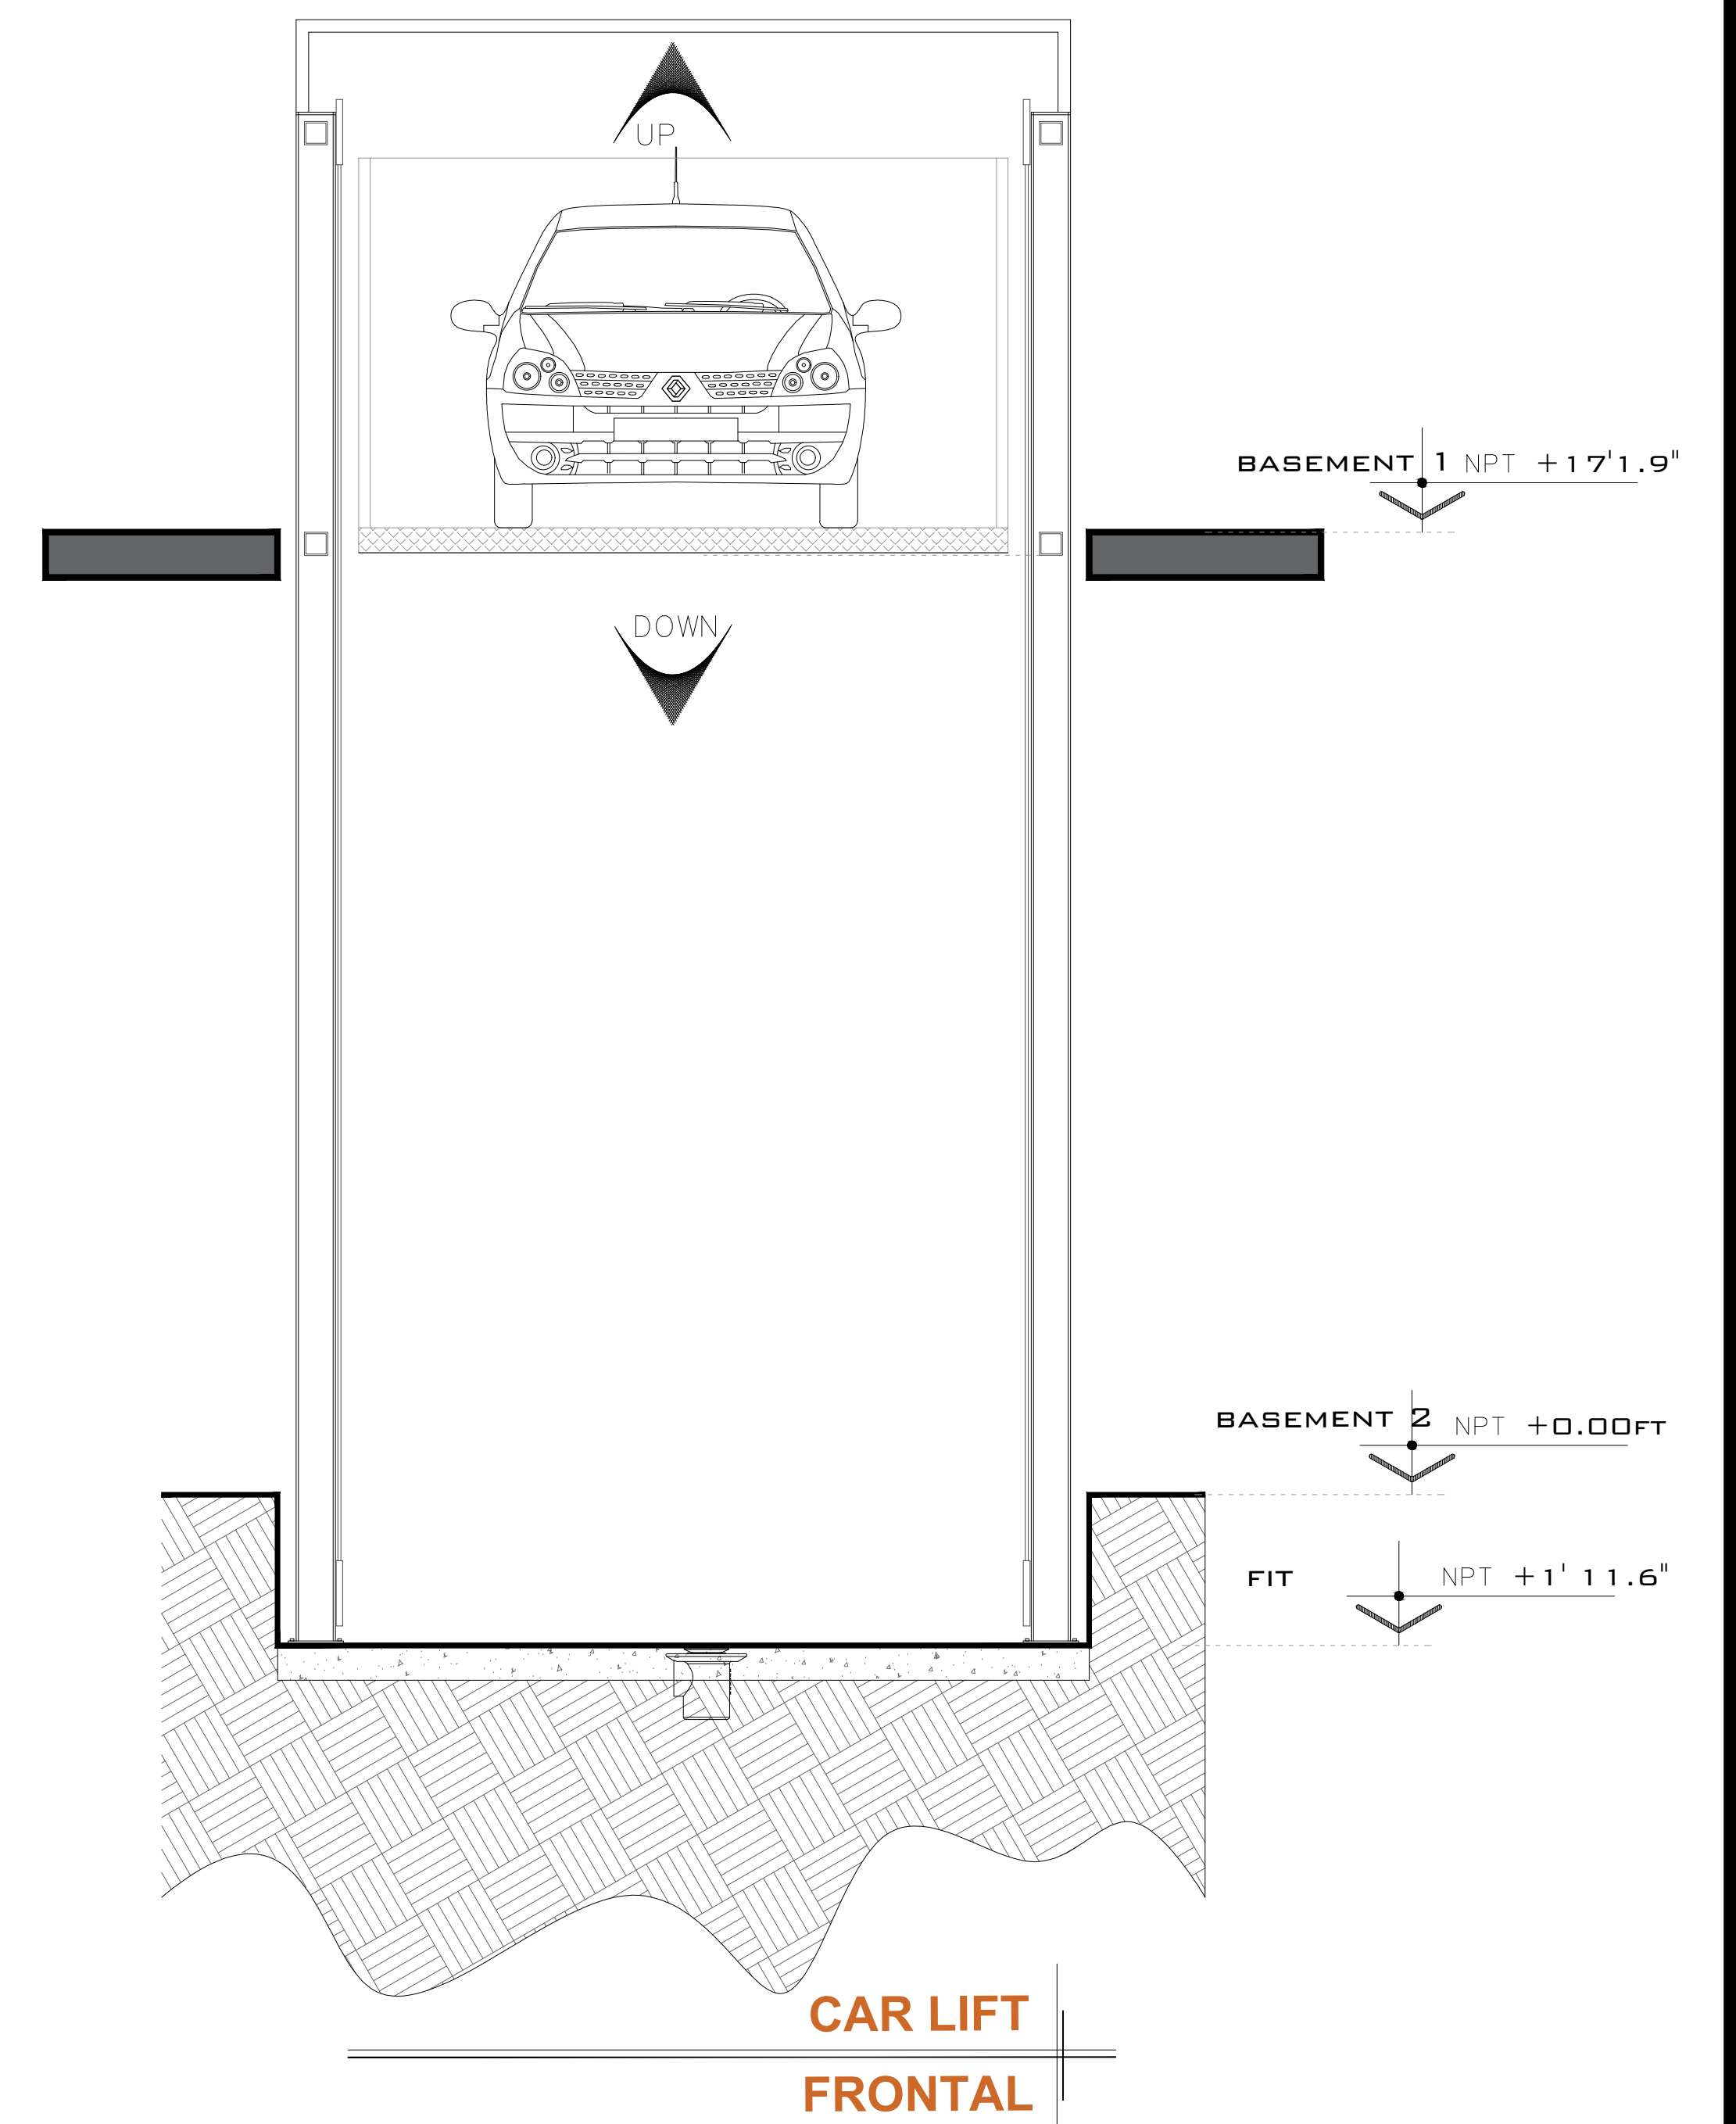 UP
BASEMENT 1 NPT +17'1.9"
DOWN
BASEMENT 2 NPT +0.00FT
FIT NPT +1' 11.6"
CAR LIFT
FRONTAL